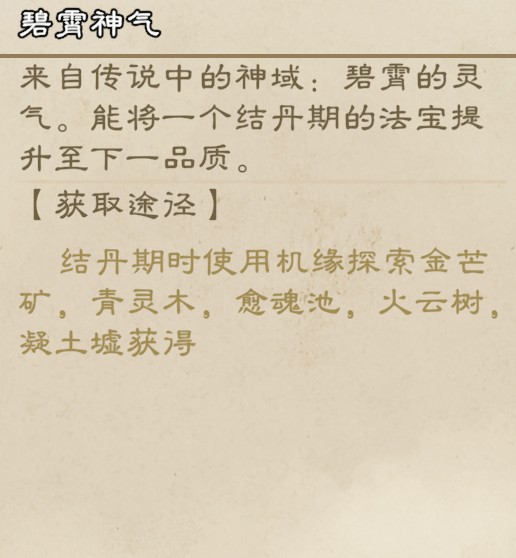 碧霄神气
来自传说中的神域：碧霄的灵
气。能将一个结丹期的法宝提
升至下一品质。
【获取途径】
结丹期时使用机缘探索金芒
矿，青灵木，愈魂池，火云树，
凝土墟获得